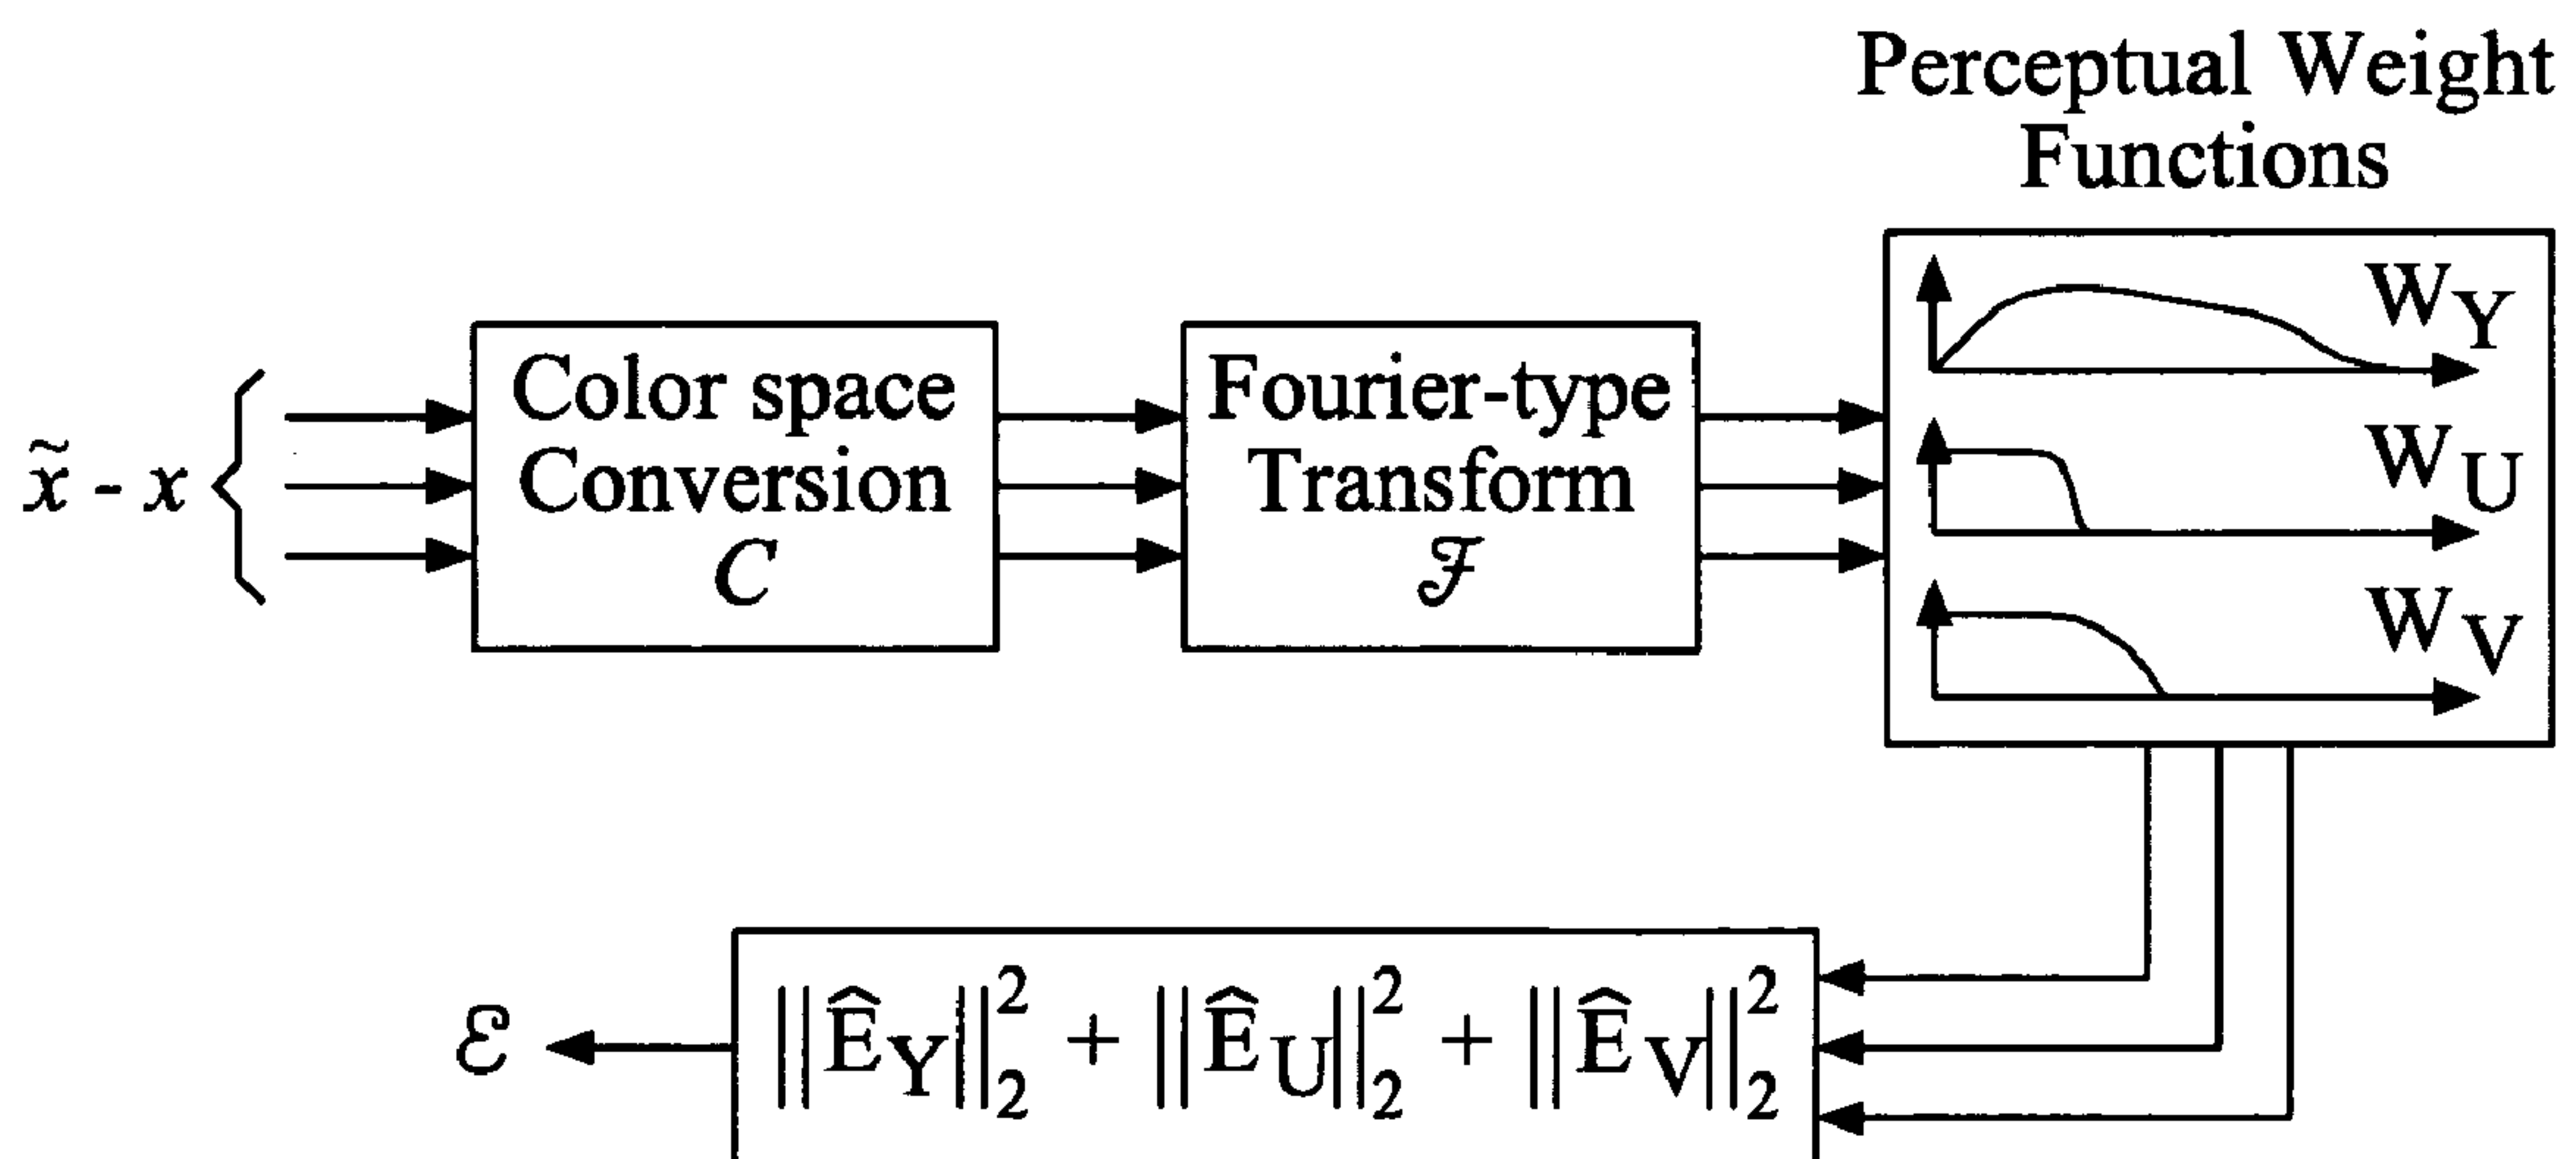 Perceptual Weight
Functions
x̃ - x
Color space
Conversion
C
Fourier-type
Transform
ℱ
W_Y
W_U
W_V
ℰ
||Ê_Y||₂² + ||Ê_U||₂² + ||Ê_V||₂²